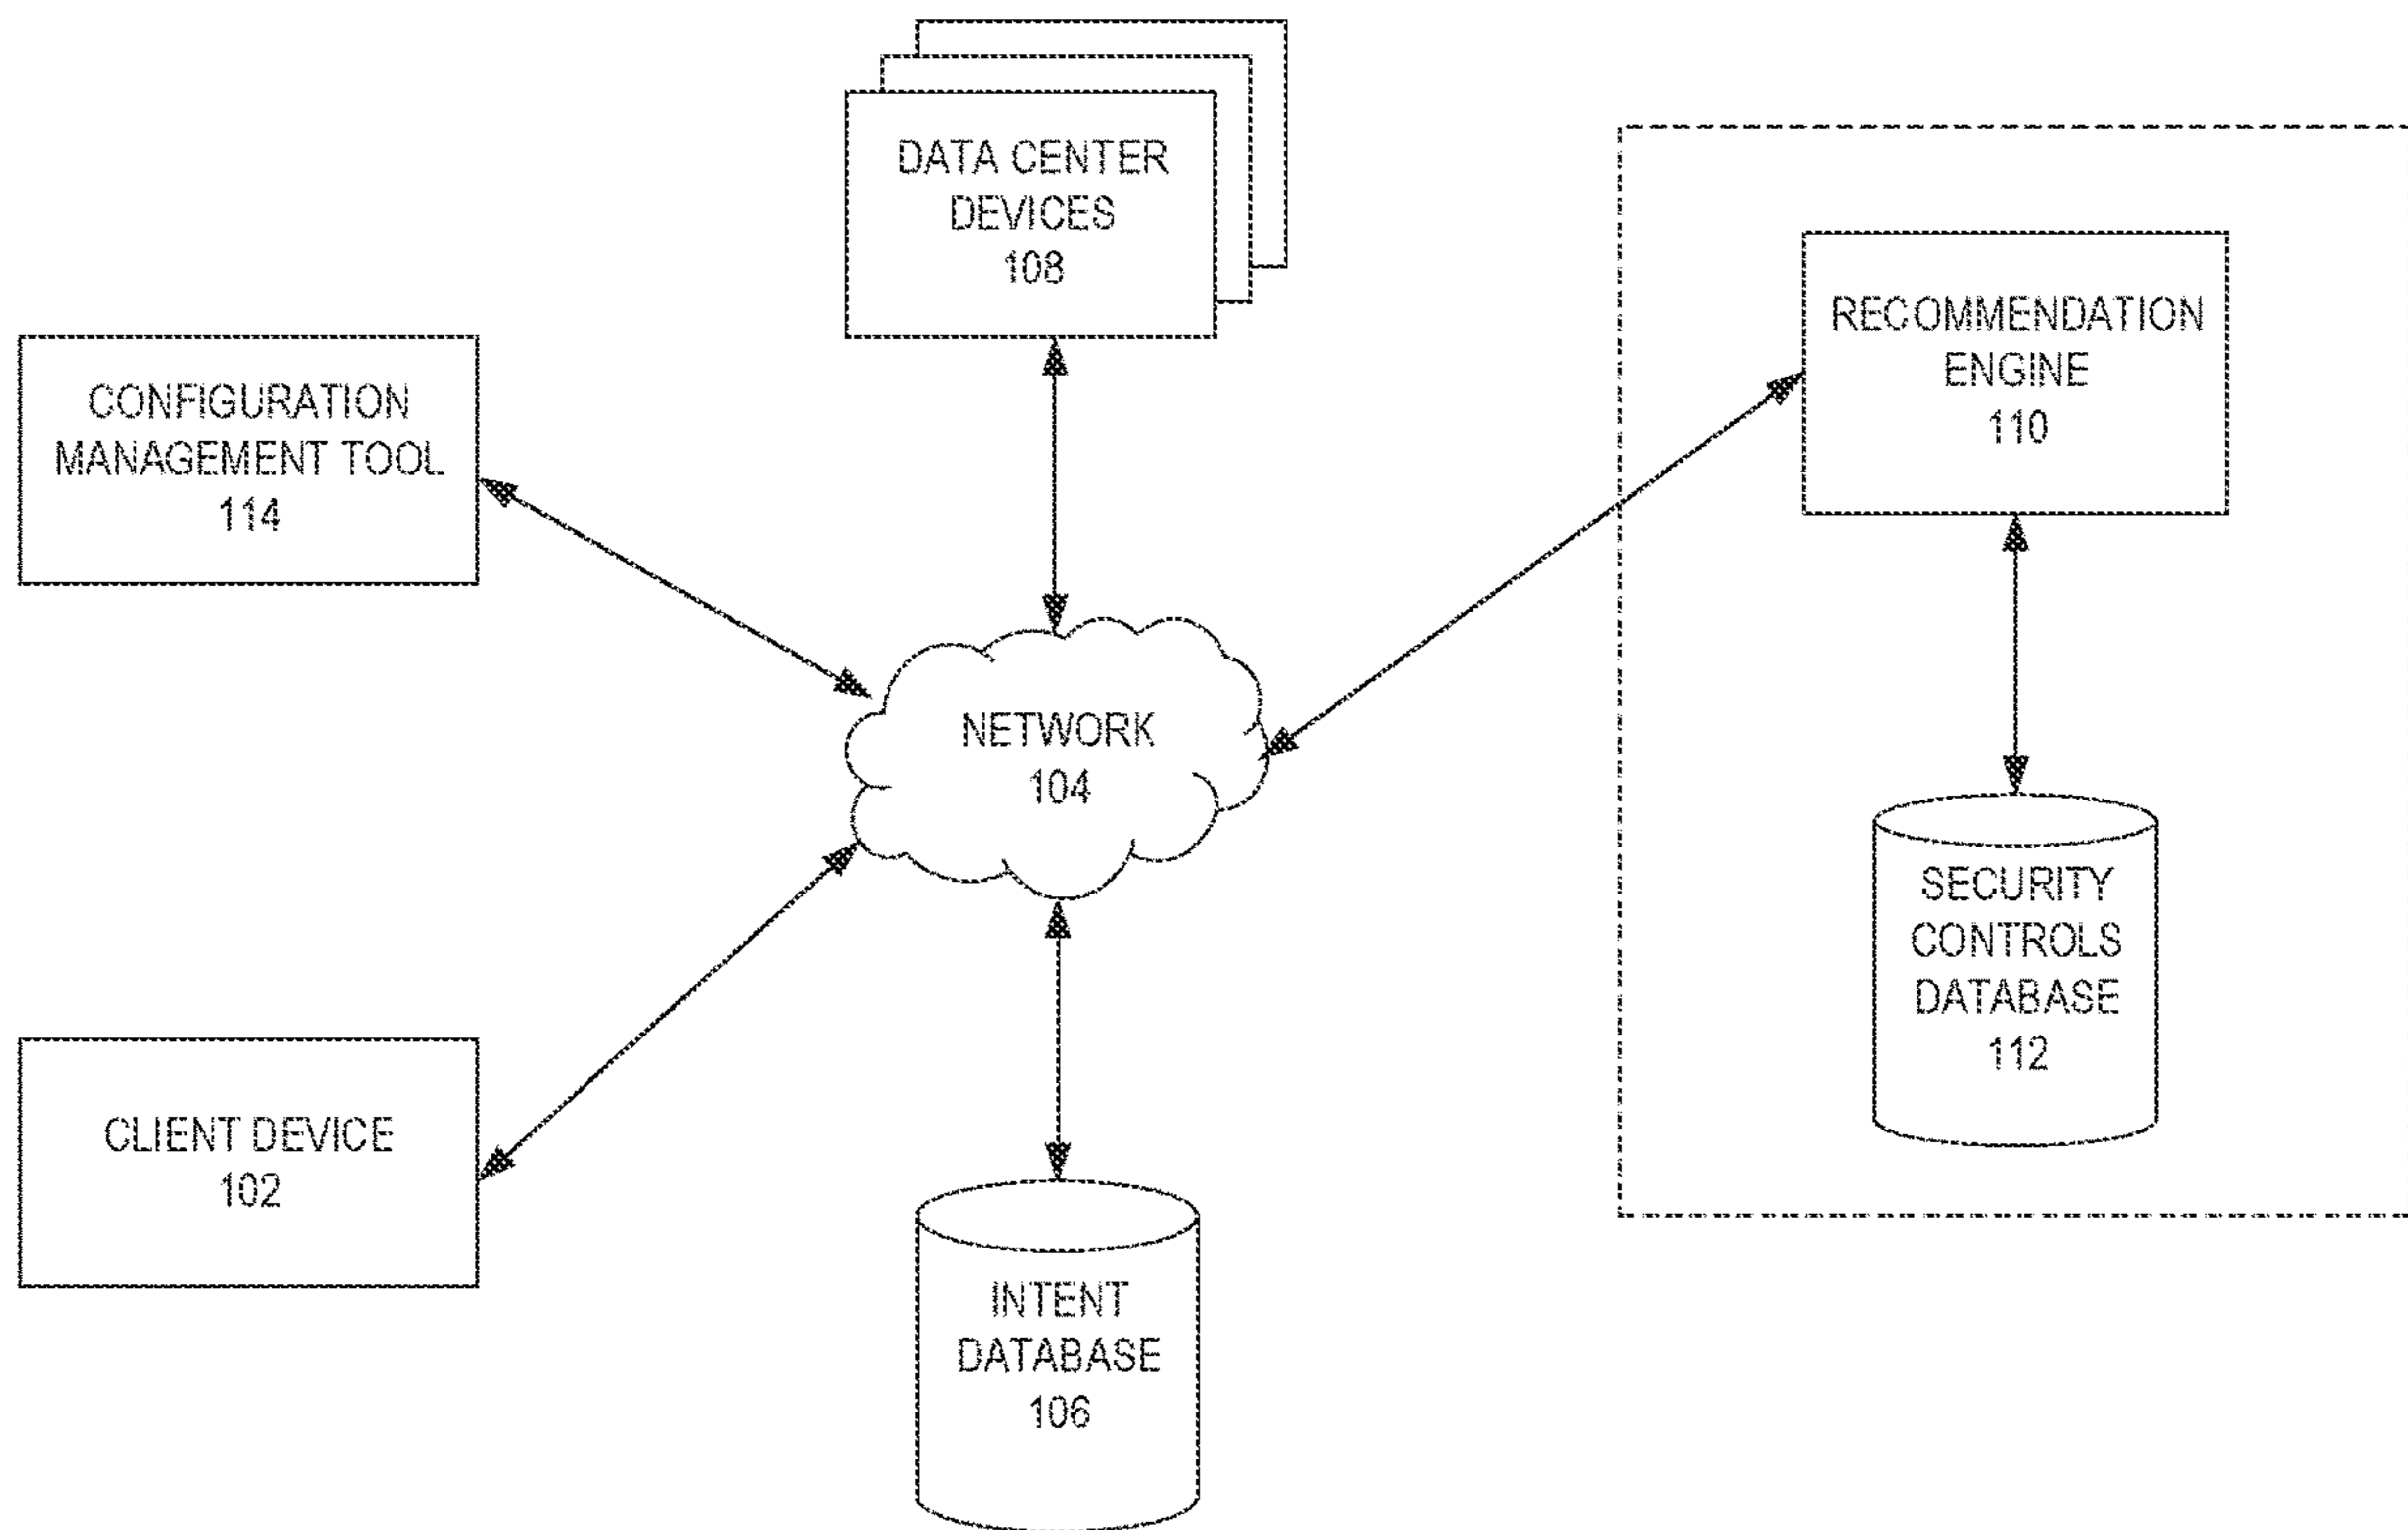 DATA CENTER
DEVICES
108
RECOMMENDATION
ENGINE
110
CONFIGURATION
MANAGEMENT TOOL
114
NETWORK
104
SECURITY
CONTROLS
DATABASE
112
CLIENT DEVICE
102
INTENT
DATABASE
106